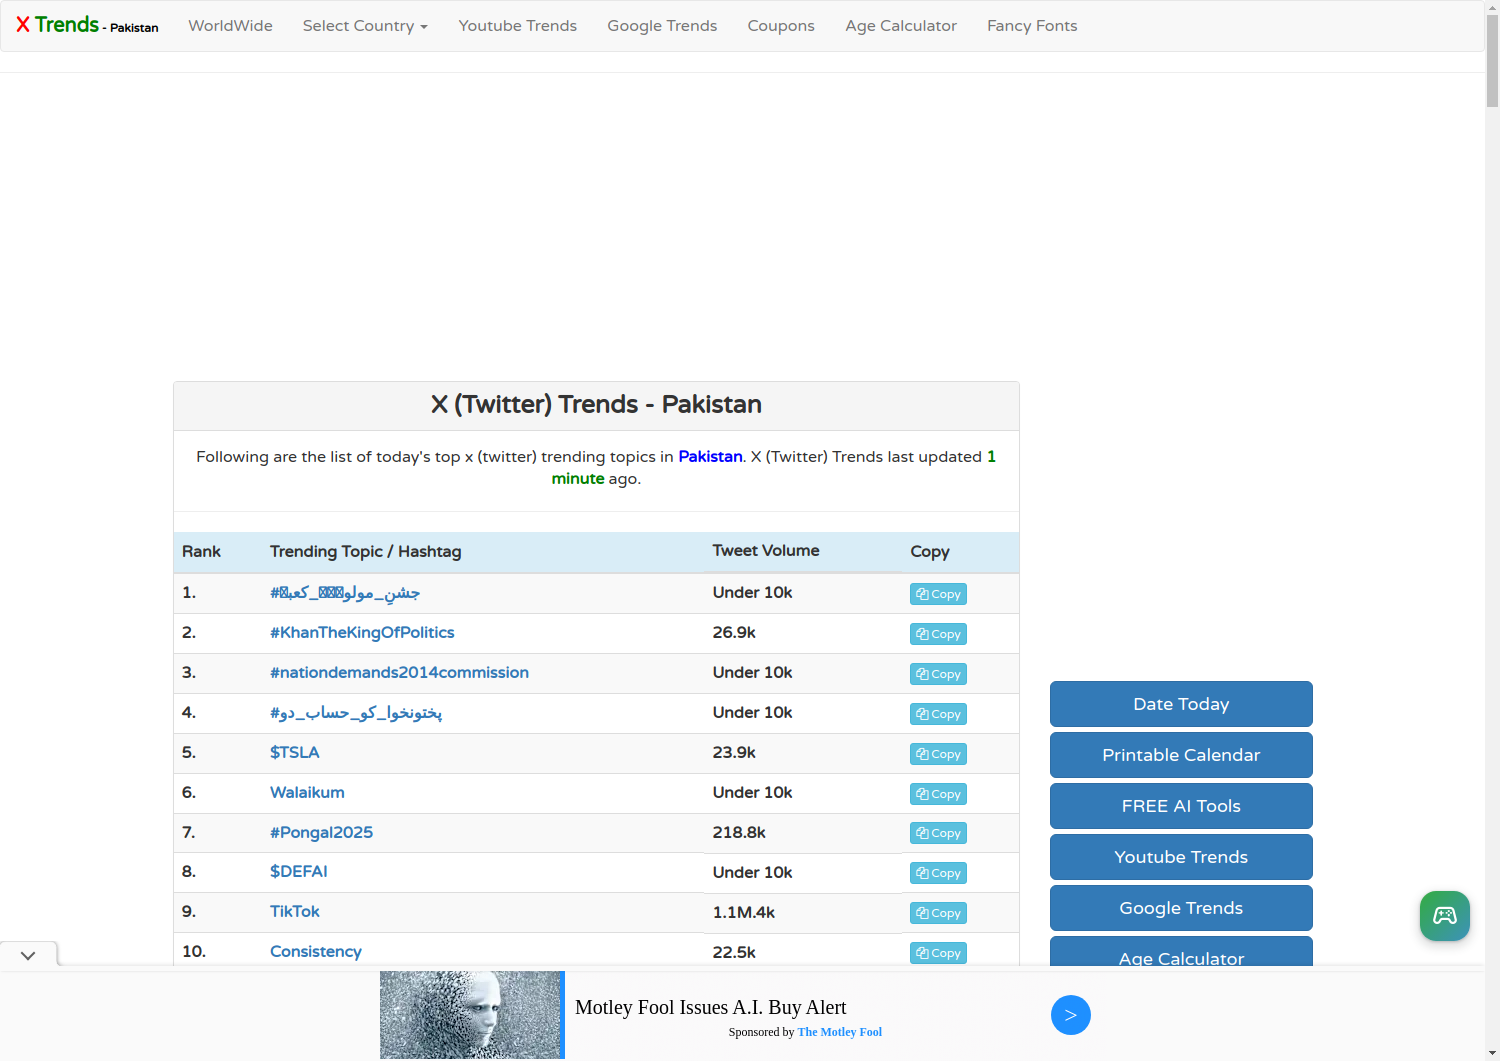 X Trends - Pakistan
WorldWide
Select Country
Youtube Trends
Google Trends
Coupons
Age Calculator
Fancy Fonts
X (Twitter) Trends - Pakistan
Following are the list of today's top x (twitter) trending topics in Pakistan. X (Twitter) Trends last updated 1
minute ago.
Rank Trending Topic / Hashtag Tweet Volume Copy
1. #جشنِ_ Under 10k Copy
2. #KhanTheKingOfPolitics 26.9k Copy
3. #nationdemands2014commission Under 10k Copy
4. #پختونخوا_کو_حساب_دو Under 10k Copy
5. $TSLA 23.9k Copy
6. Walaikum Under 10k Copy
7. #Pongal2025 218.8k Copy
8. $DEFAI Under 10k Copy
9. TikTok 1.1M.4k Copy
10. Consistency 22.5k Copy
Date Today
Printable Calendar
FREE AI Tools
Youtube Trends
Google Trends
Age Calculator
Motley Fool Issues A.I. Buy Alert
Sponsored by The Motley Fool
>